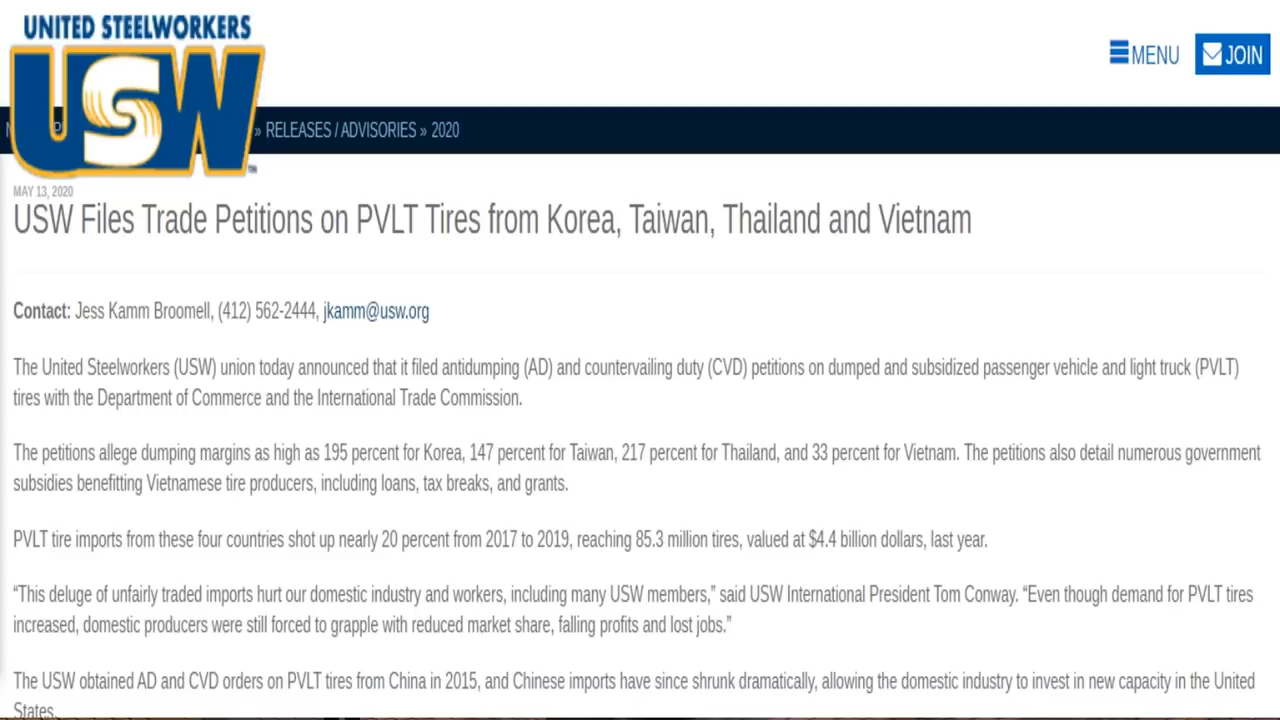 UNITED STEELWORKERS
USW
MENU
JOIN
» RELEASES / ADVISORIES » 2020
MAY 13, 2020
USW Files Trade Petitions on PVLT Tires from Korea, Taiwan, Thailand and Vietnam
Contact: Jess Kamm Broomell, (412) 562-2444, jkamm@usw.org
The United Steelworkers (USW) union today announced that it filed antidumping (AD) and countervailing duty (CVD) petitions on dumped and subsidized passenger vehicle and light truck (PVLT)
tires with the Department of Commerce and the International Trade Commission.
The petitions allege dumping margins as high as 195 percent for Korea, 147 percent for Taiwan, 217 percent for Thailand, and 33 percent for Vietnam. The petitions also detail numerous government
subsidies benefitting Vietnamese tire producers, including loans, tax breaks, and grants.
PVLT tire imports from these four countries shot up nearly 20 percent from 2017 to 2019, reaching 85.3 million tires, valued at $4.4 billion dollars, last year.
“This deluge of unfairly traded imports hurt our domestic industry and workers, including many USW members,” said USW International President Tom Conway. “Even though demand for PVLT tires
increased, domestic producers were still forced to grapple with reduced market share, falling profits and lost jobs.”
The USW obtained AD and CVD orders on PVLT tires from China in 2015, and Chinese imports have since shrunk dramatically, allowing the domestic industry to invest in new capacity in the United
States.